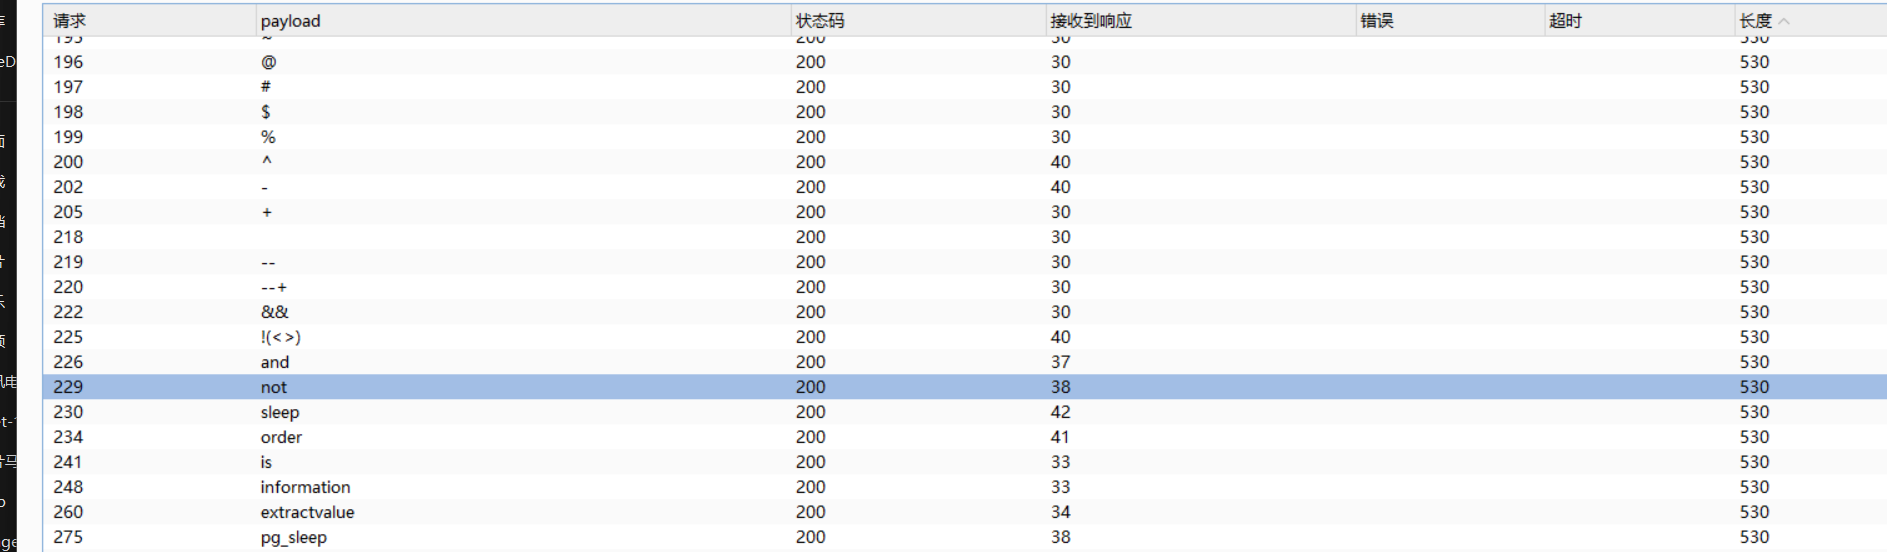 请求 payload 状态码 接收到响应 错误 超时 长度
195 ~ 200 30 530
196 @ 200 30 530
197 # 200 30 530
198 $ 200 30 530
199 % 200 30 530
200 ^ 200 40 530
202 - 200 40 530
205 + 200 30 530
218 200 30 530
219 -- 200 30 530
220 --+ 200 30 530
222 && 200 30 530
225 !(<>) 200 40 530
226 and 200 37 530
229 not 200 38 530
230 sleep 200 42 530
234 order 200 41 530
241 is 200 33 530
248 information 200 33 530
260 extractvalue 200 34 530
275 pg_sleep 200 38 530